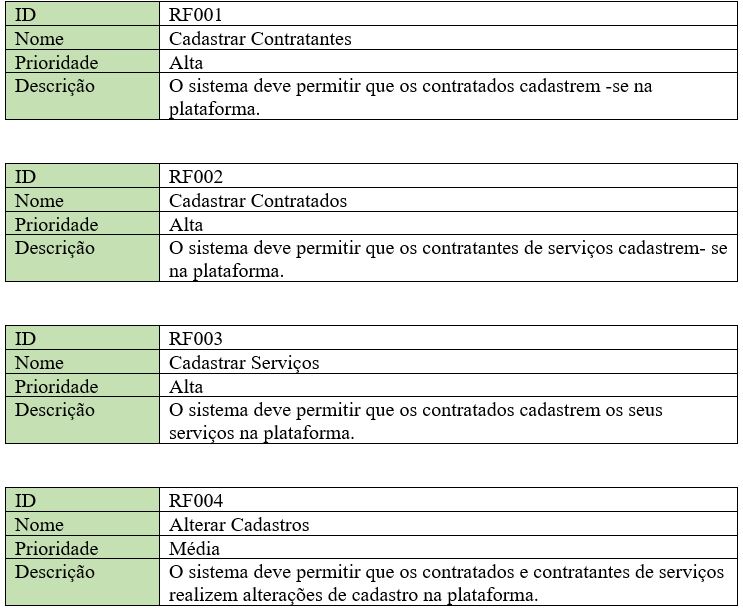 ID RF001
Nome Cadastrar Contratantes
Prioridade Alta
Descrição O sistema deve permitir que os contratados cadastrem -se na
plataforma.
ID RF002
Nome Cadastrar Contratados
Prioridade Alta
Descrição O sistema deve permitir que os contratantes de serviços cadastrem- se
na plataforma.
ID RF003
Nome Cadastrar Serviços
Prioridade Alta
Descrição O sistema deve permitir que os contratados cadastrem os seus
serviços na plataforma.
ID RF004
Nome Alterar Cadastros
Prioridade Média
Descrição O sistema deve permitir que os contratados e contratantes de serviços
realizem alterações de cadastro na plataforma.